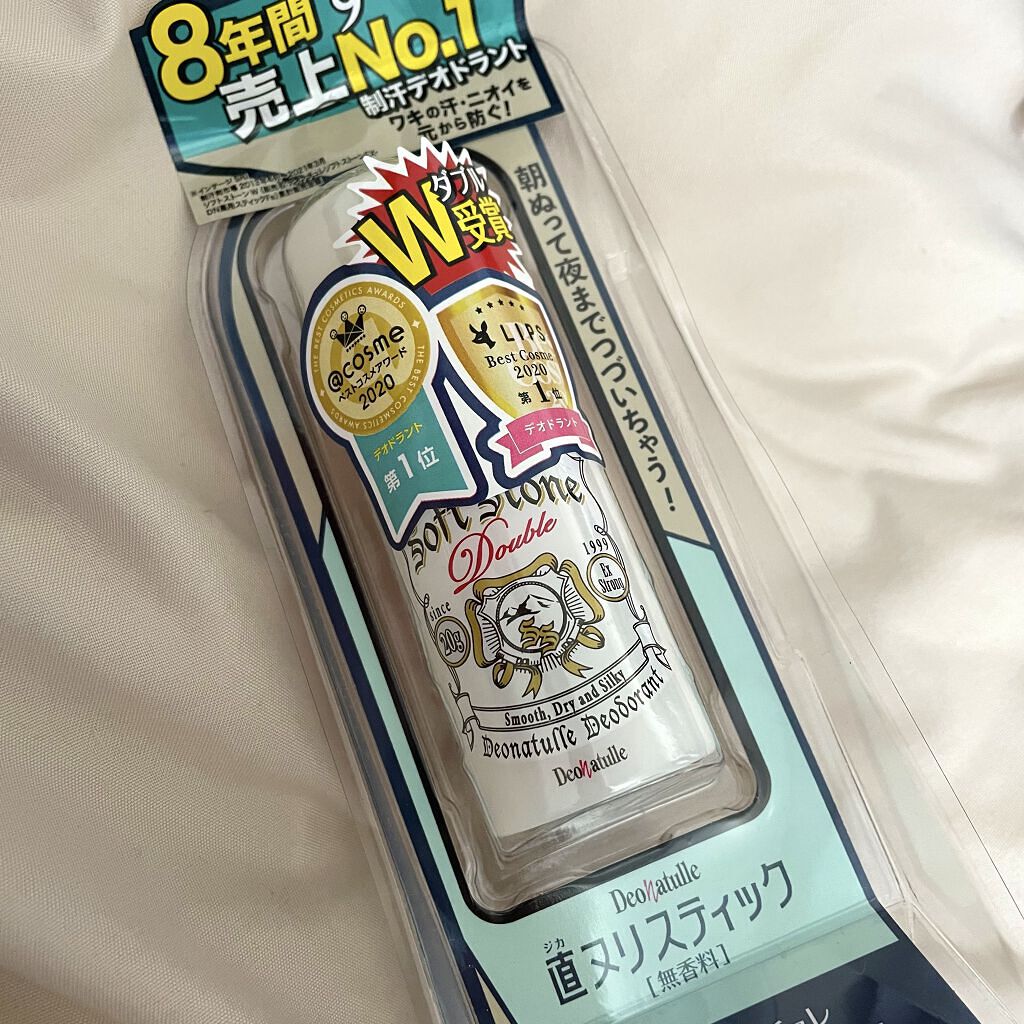 8年間
売上No.1
制汗デオドラント
ワキの汗・ニオイを
元から防ぐ!
朝ぬって夜までつづいちゃう!
ダブル
W受賞
THE BEST COSMETICS AWARDS
@cosme
ベストコスメアワード
2020
THE BEST COSMETICS AWARDS
デオドラント
第1位
LIPS
Best Cosme
2020
第1位
デオドラント
Soft Stone
Double
since
1999
20g
Ex
Strong
SS
Smooth, Dry and Silky
Deonatulle Deodorant
Deonatulle
Deonatulle
ジカ
直ヌリスティック
[無香料]